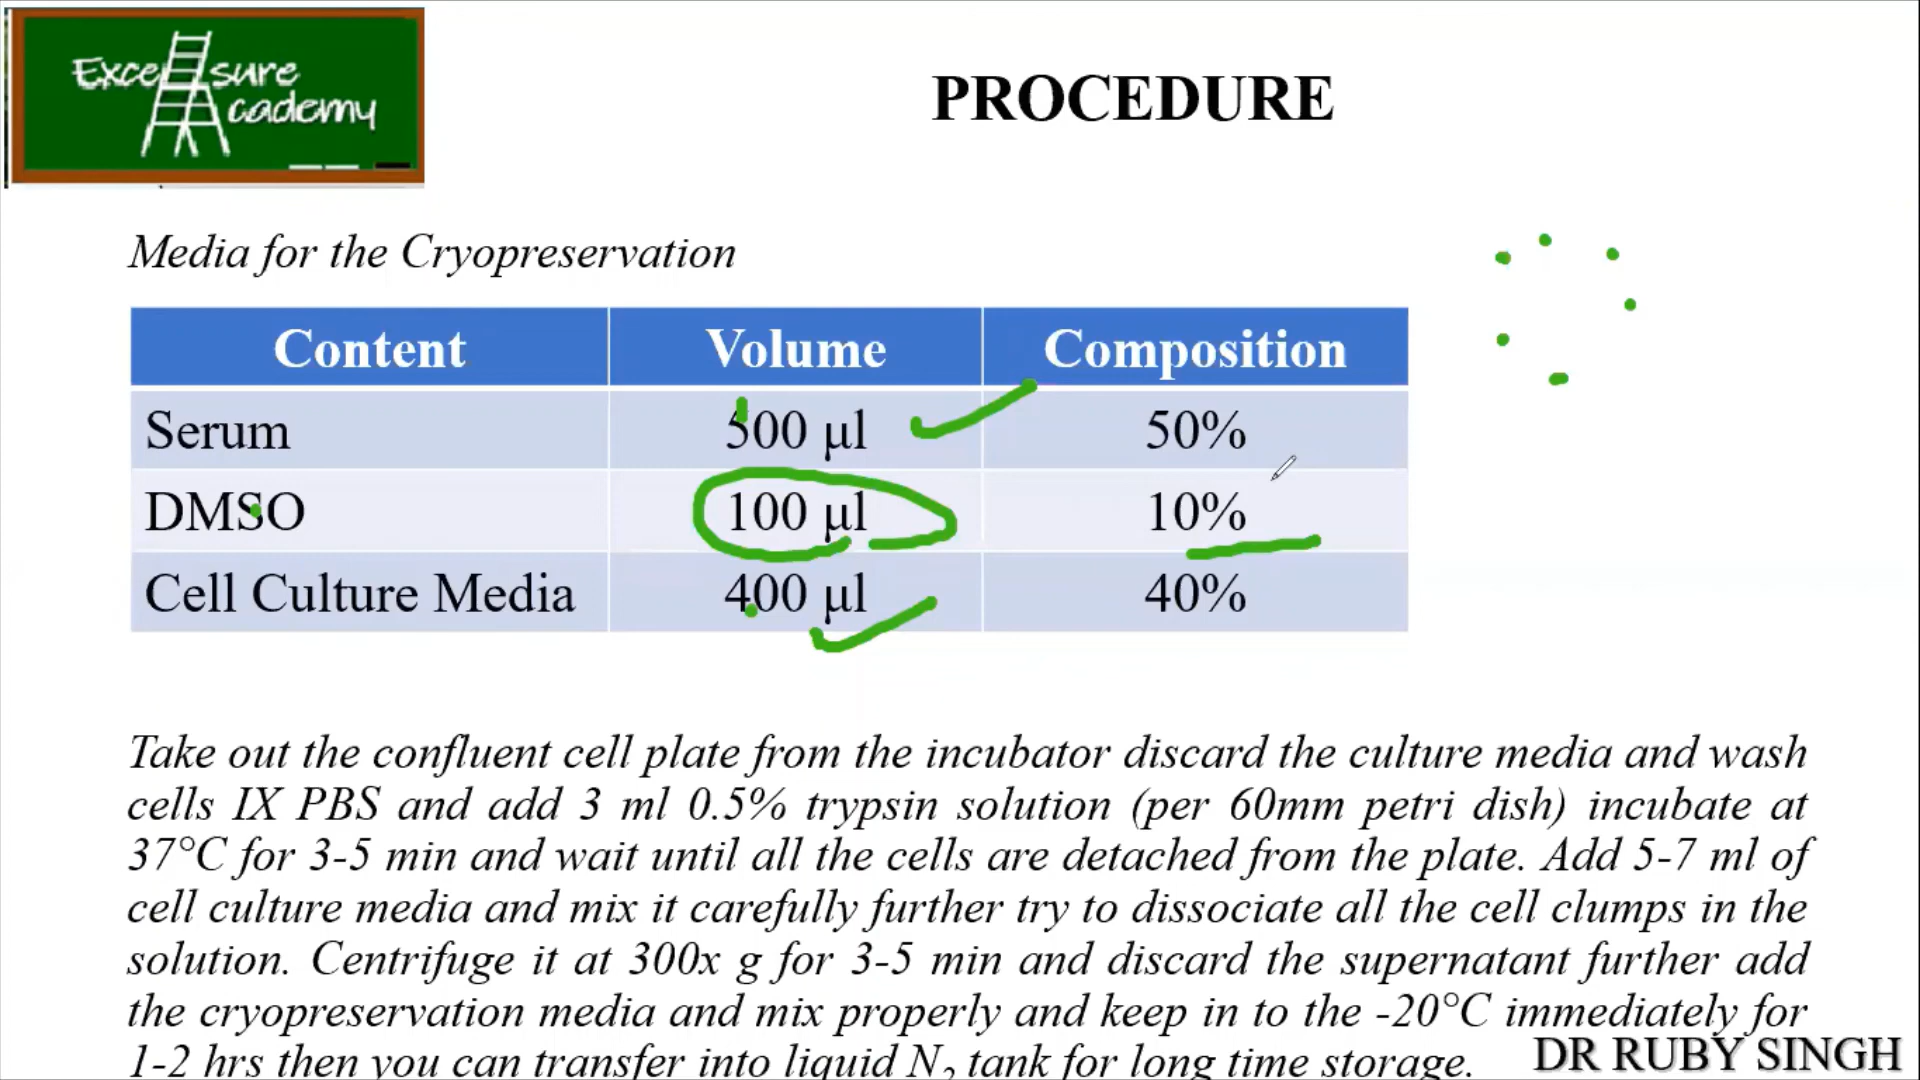 Excelsure
Academy
PROCEDURE
Media for the Cryopreservation
Content Volume Composition
Serum 500 μl 50%
DMSO 100 μl 10%
Cell Culture Media 400 μl 40%
Take out the confluent cell plate from the incubator discard the culture media and wash
cells IX PBS and add 3 ml 0.5% trypsin solution (per 60mm petri dish) incubate at
37°C for 3-5 min and wait until all the cells are detached from the plate. Add 5-7 ml of
cell culture media and mix it carefully further try to dissociate all the cell clumps in the
solution. Centrifuge it at 300x g for 3-5 min and discard the supernatant further add
the cryopreservation media and mix properly and keep in to the -20°C immediately for
1-2 hrs then you can transfer into liquid N₂ tank for long time storage.
DR RUBY SINGH